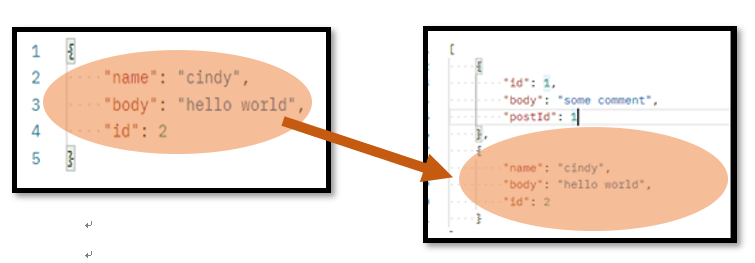 1 {
2 "name": "cindy",
3 "body": "hello world",
4 "id": 2
5 }
[
{
"id": 1,
"body": "some comment",
"postId": 1
},
{
"name": "cindy",
"body": "hello world",
"id": 2
}